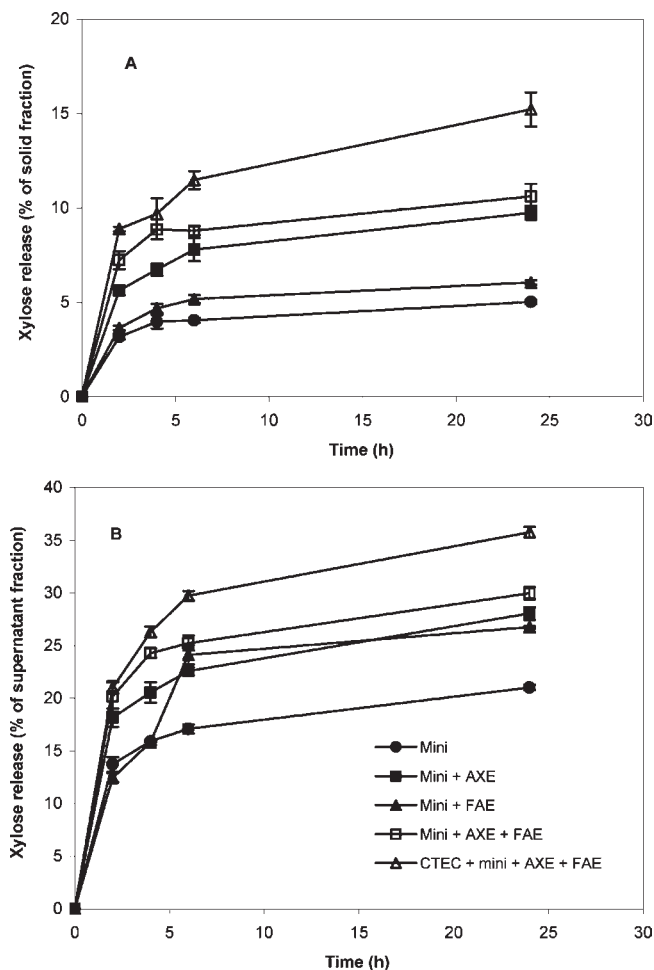 A
Xylose release (% of solid fraction)
20
15
10
5
0
0 5 10 15 20 25 30
Time (h)
B
Xylose release (% of supernatant fraction)
40
35
30
25
20
15
10
5
0
Mini
Mini + AXE
Mini + FAE
Mini + AXE + FAE
CTEC + mini + AXE + FAE
0 5 10 15 20 25 30
Time (h)